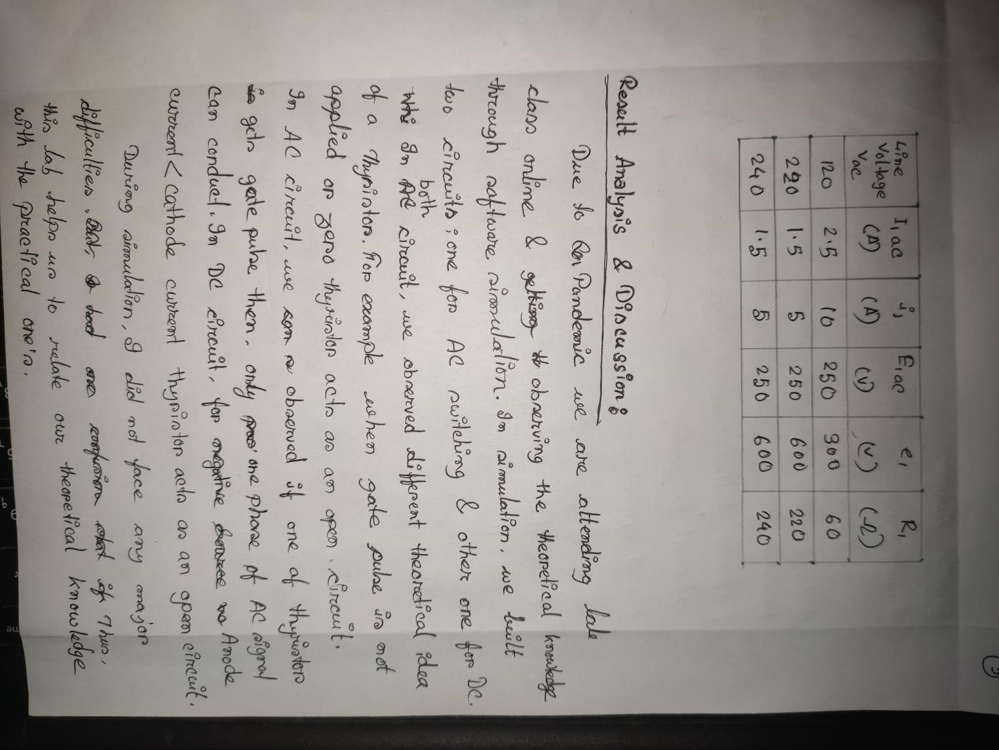 Line Voltage Vac | I₁ ac (A) | i₁ (A) | E₁ ac (V) | e₁ (V) | R₁ (Ω)
120 | 2.5 | 10 | 250 | 300 | 60
220 | 1.5 | 5 | 250 | 600 | 220
240 | 1.5 | 5 | 250 | 600 | 240
Result Analysis & Discussion:
Due to Pandemic we are attending lab
class online & observing the theoretical knowledge
through software simulation. In simulation, we built
two circuits; one for AC switching & other one for DC.
In both circuit, we observed different theoretical idea
of a Thyristor. For example when gate pulse is not
applied or zero thyristor acts as an open circuit.
In AC circuit, we observed if one of thyristor
gets gate pulse then, only one phase of AC signal
can conduct. In DC circuit, for Anode
current < cathode current thyristor acts as an open circuit.
During simulation, I did not face any major
difficulties. Thus,
this lab helps us to relate our theoretical knowledge
with the practical one's.